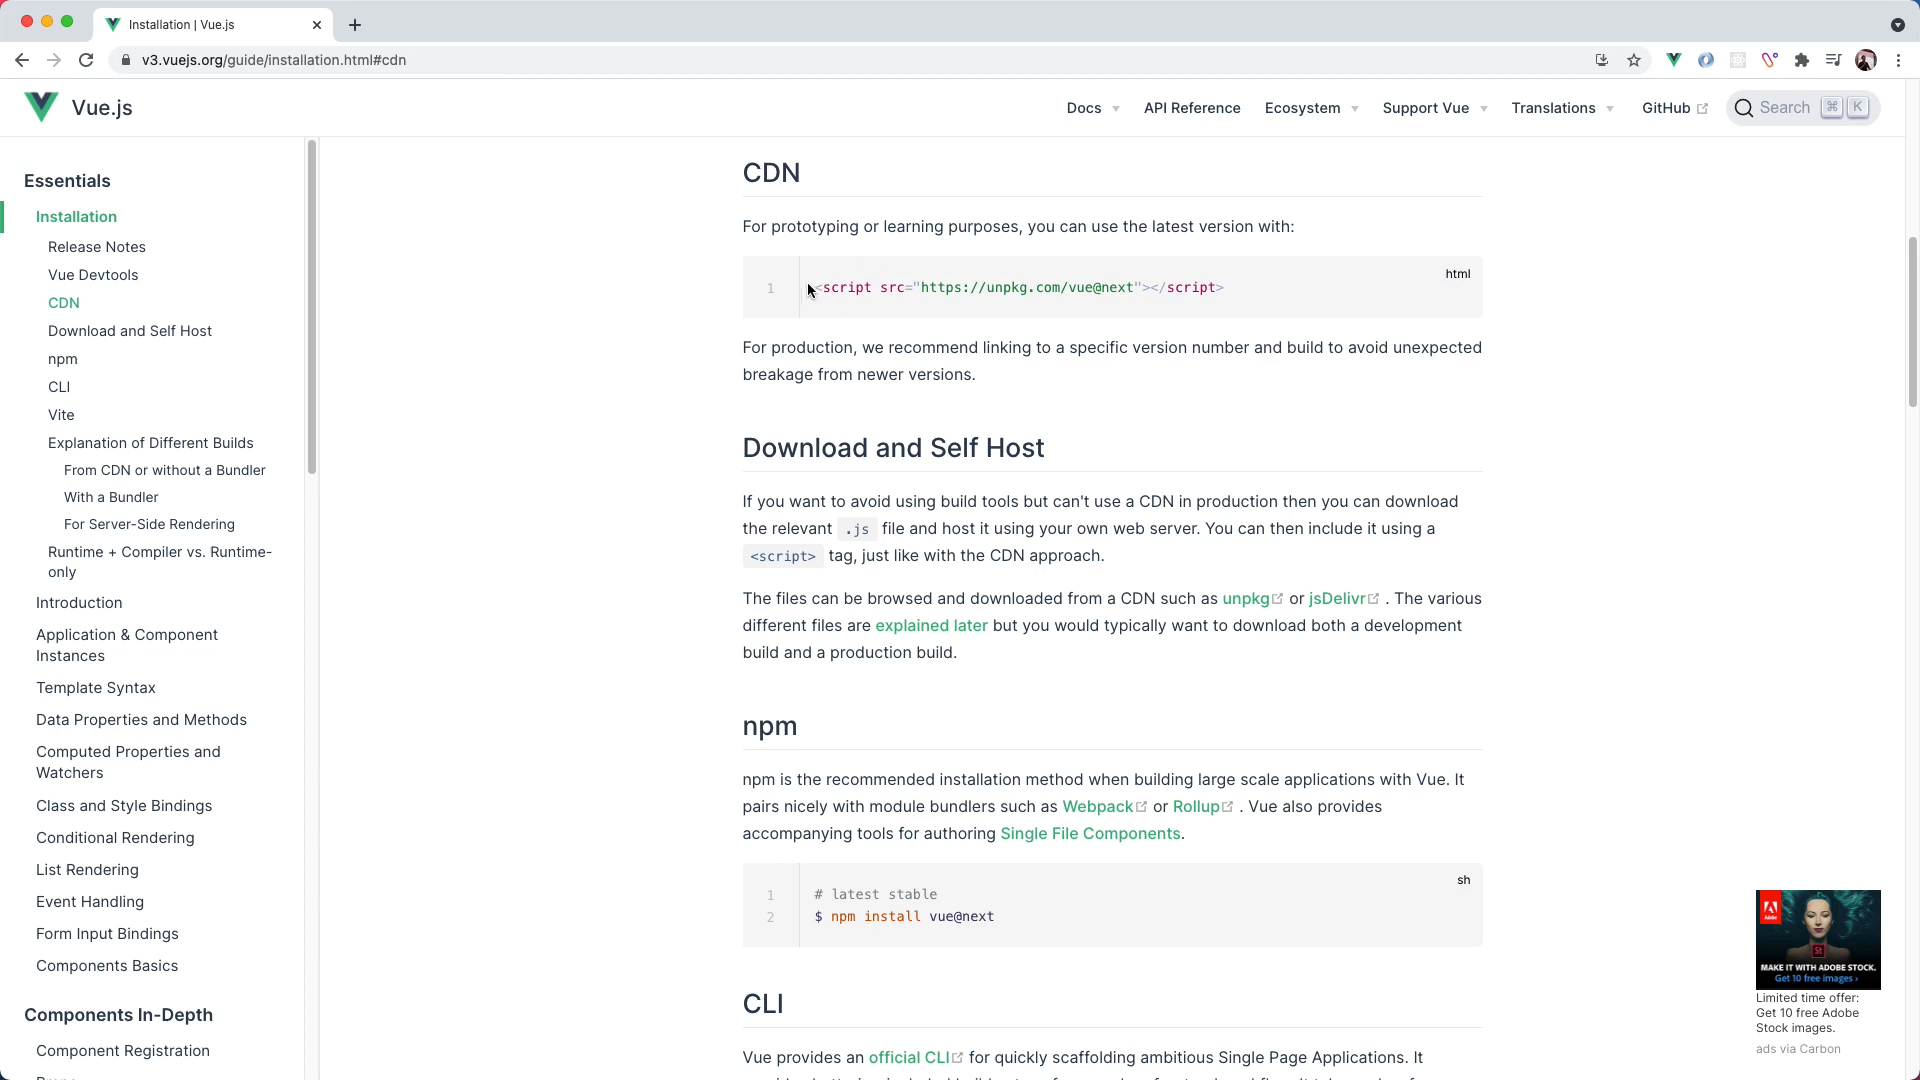 Installation | Vue.js
v3.vuejs.org/guide/installation.html#cdn
Vue.js
Docs
API Reference
Ecosystem
Support Vue
Translations
GitHub
Search ⌘ K
Essentials
Installation
Release Notes
Vue Devtools
CDN
Download and Self Host
npm
CLI
Vite
Explanation of Different Builds
From CDN or without a Bundler
With a Bundler
For Server-Side Rendering
Runtime + Compiler vs. Runtime-
only
Introduction
Application & Component
Instances
Template Syntax
Data Properties and Methods
Computed Properties and
Watchers
Class and Style Bindings
Conditional Rendering
List Rendering
Event Handling
Form Input Bindings
Components Basics
Components In-Depth
Component Registration
CDN
For prototyping or learning purposes, you can use the latest version with:
html
1 <script src="https://unpkg.com/vue@next"></script>
For production, we recommend linking to a specific version number and build to avoid unexpected
breakage from newer versions.
Download and Self Host
If you want to avoid using build tools but can't use a CDN in production then you can download
the relevant .js file and host it using your own web server. You can then include it using a
<script> tag, just like with the CDN approach.
The files can be browsed and downloaded from a CDN such as unpkg or jsDelivr . The various
different files are explained later but you would typically want to download both a development
build and a production build.
npm
npm is the recommended installation method when building large scale applications with Vue. It
pairs nicely with module bundlers such as Webpack or Rollup . Vue also provides
accompanying tools for authoring Single File Components.
sh
1 # latest stable
2 $ npm install vue@next
CLI
Vue provides an official CLI for quickly scaffolding ambitious Single Page Applications. It
Adobe
St
MAKE IT WITH ADOBE STOCK.
Get 10 free images ›
Limited time offer:
Get 10 free Adobe
Stock images.
ads via Carbon